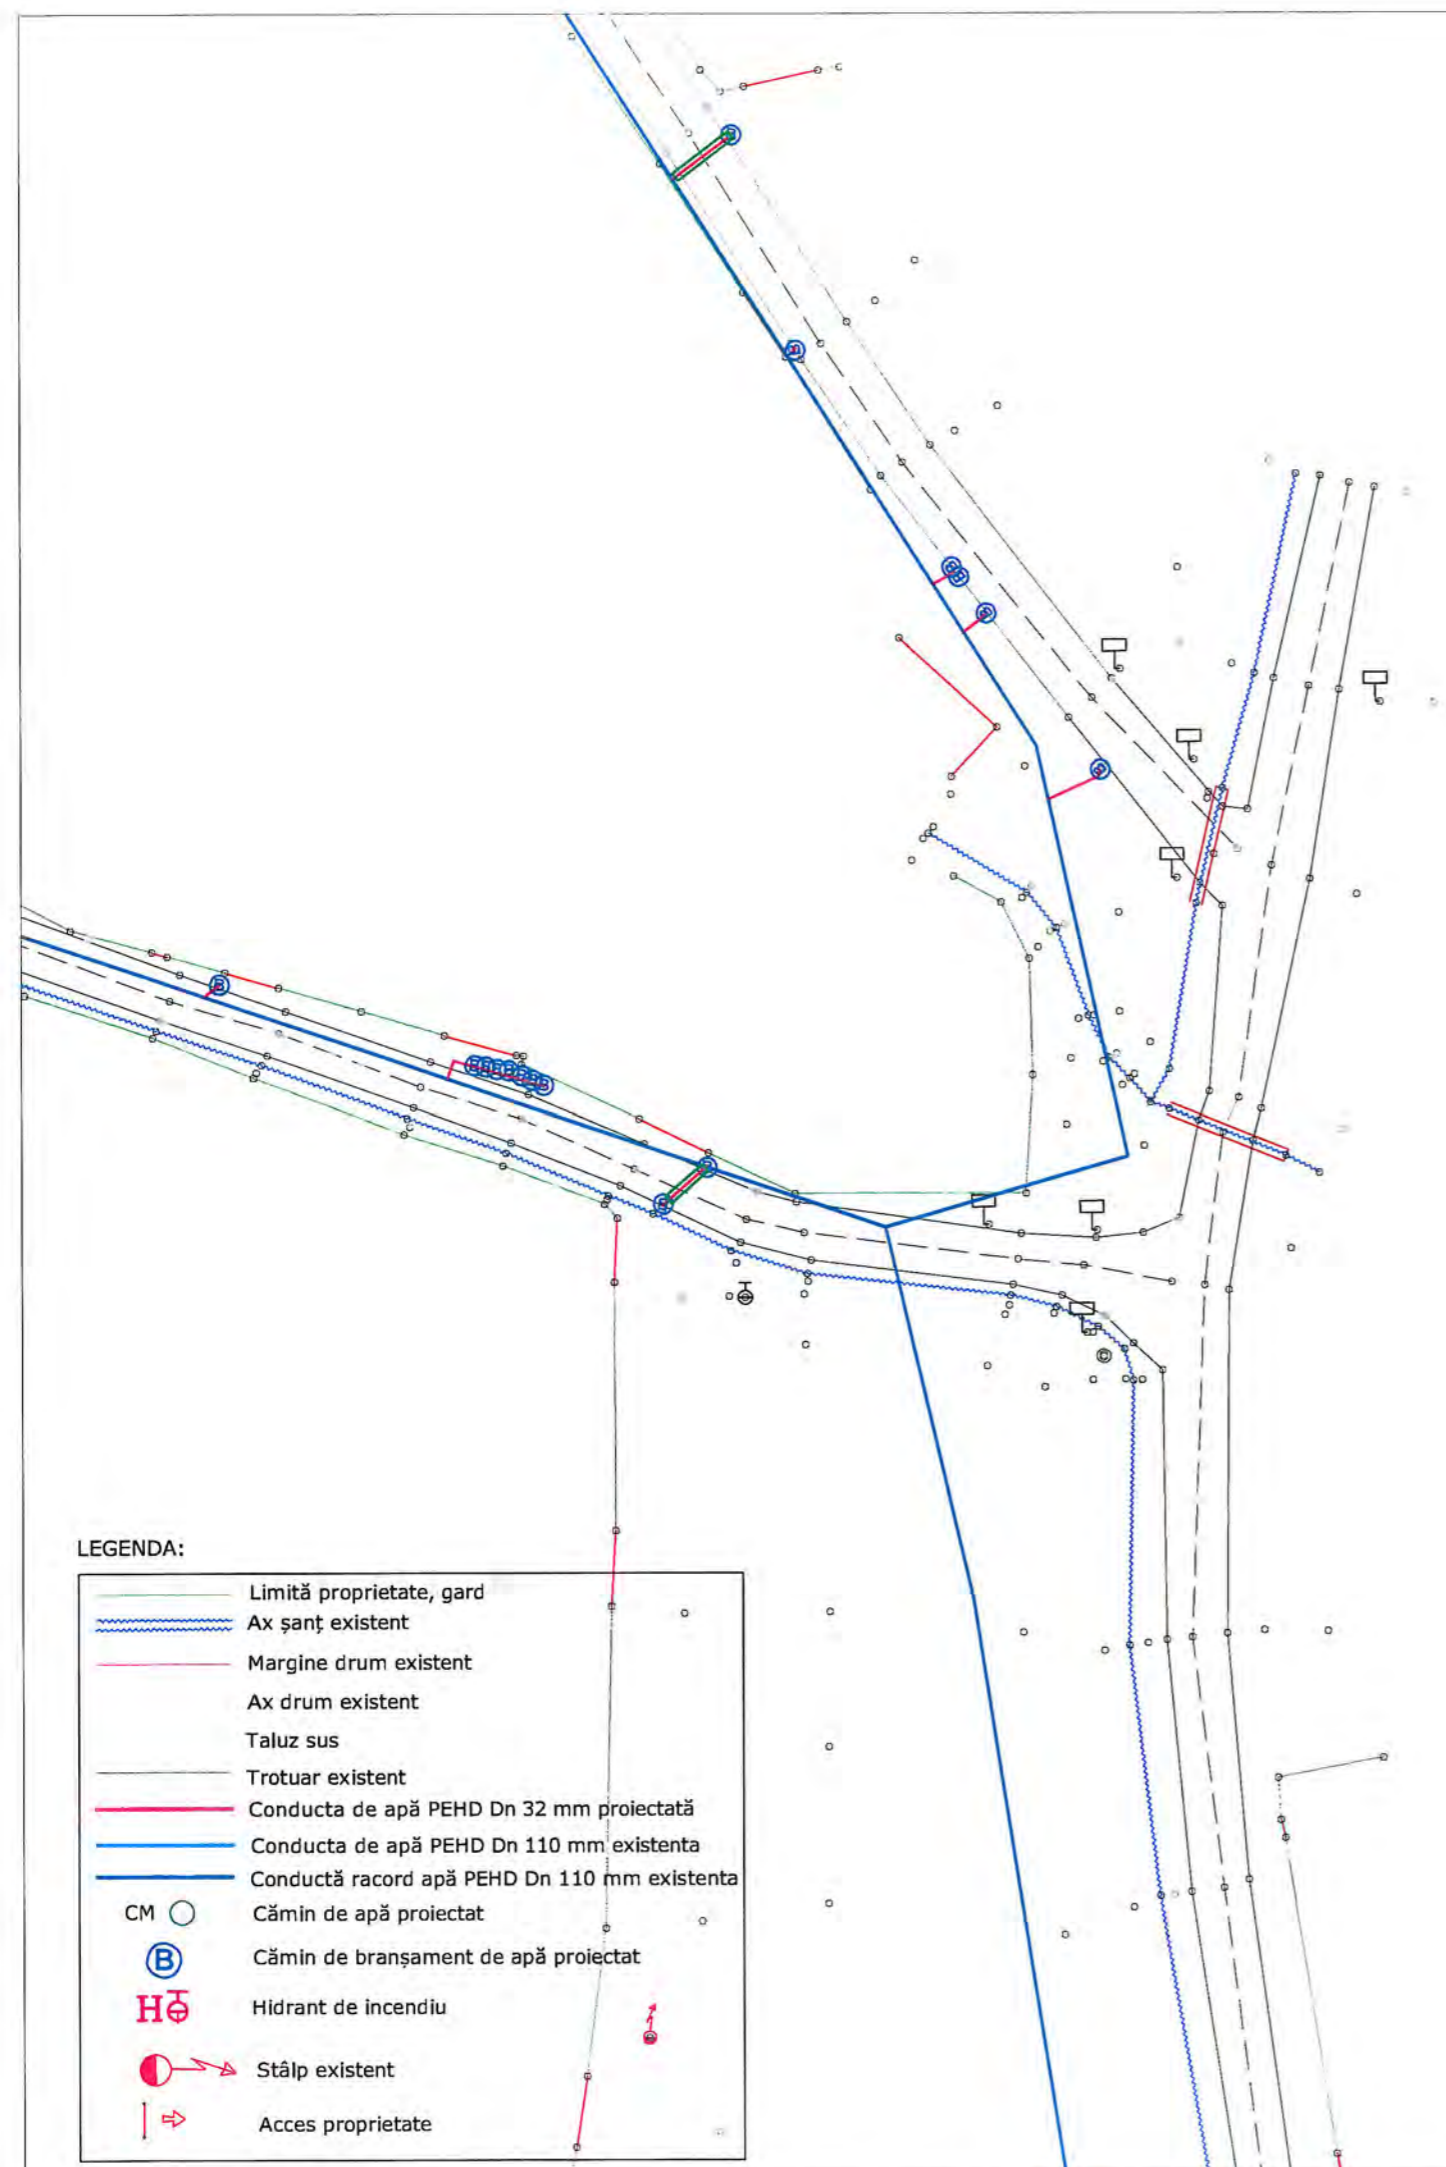 LEGENDA:
Limită proprietate, gard
Ax șanț existent
Margine drum existent
Ax drum existent
Taluz sus
Trotuar existent
Conducta de apă PEHD Dn 32 mm proiectată
Conducta de apă PEHD Dn 110 mm existenta
Conductă racord apă PEHD Dn 110 mm existenta
CM Cămin de apă proiectat
B Cămin de branșament de apă proiectat
H Hidrant de incendiu
Stâlp existent
Acces proprietate